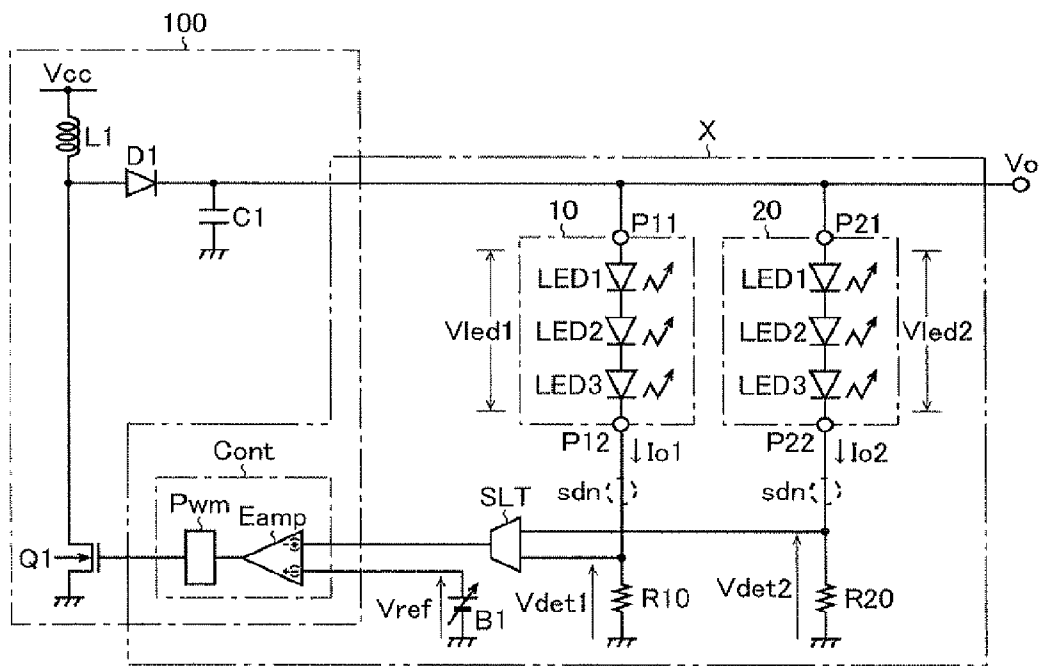 100
Vcc
L1
D1
C1
X
Vo
10
P11
20
P21
LED1
LED1
Vled1
LED2
LED2
Vled2
LED3
LED3
P12
Io1
P22
Io2
Cont
sdn
sdn
SLT
Pwm
Eamp
Q1
Vref
B1
Vdet1
R10
Vdet2
R20